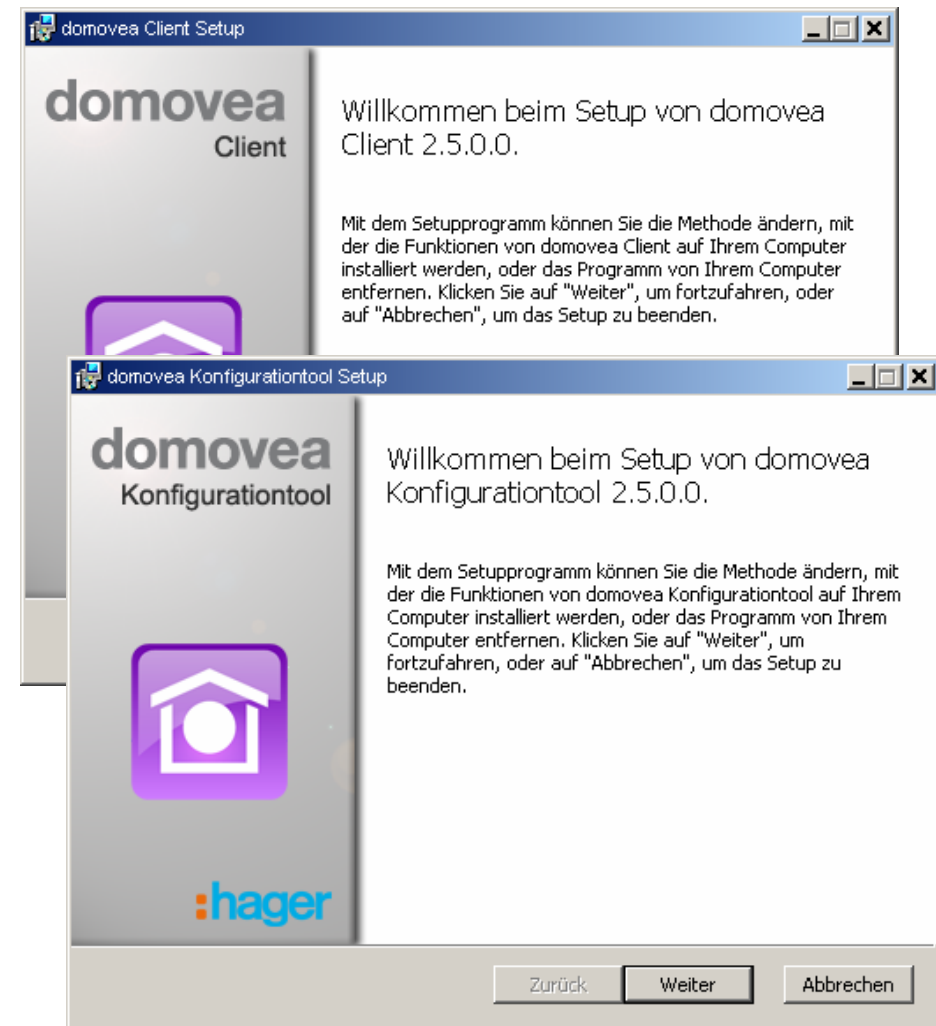 domovea Client Setup
domovea
Client
Willkommen beim Setup von domovea
Client 2.5.0.0.
Mit dem Setupprogramm können Sie die Methode ändern, mit
der die Funktionen von domovea Client auf Ihrem Computer
installiert werden, oder das Programm von Ihrem Computer
entfernen. Klicken Sie auf "Weiter", um fortzufahren, oder
auf "Abbrechen", um das Setup zu beenden.
domovea Konfigurationtool Setup
domovea
Konfigurationtool
Willkommen beim Setup von domovea
Konfigurationtool 2.5.0.0.
Mit dem Setupprogramm können Sie die Methode ändern, mit
der die Funktionen von domovea Konfigurationtool auf Ihrem
Computer installiert werden, oder das Programm von Ihrem
Computer entfernen. Klicken Sie auf "Weiter", um
fortzufahren, oder auf "Abbrechen", um das Setup zu
beenden.
:hager
Zurück Weiter Abbrechen